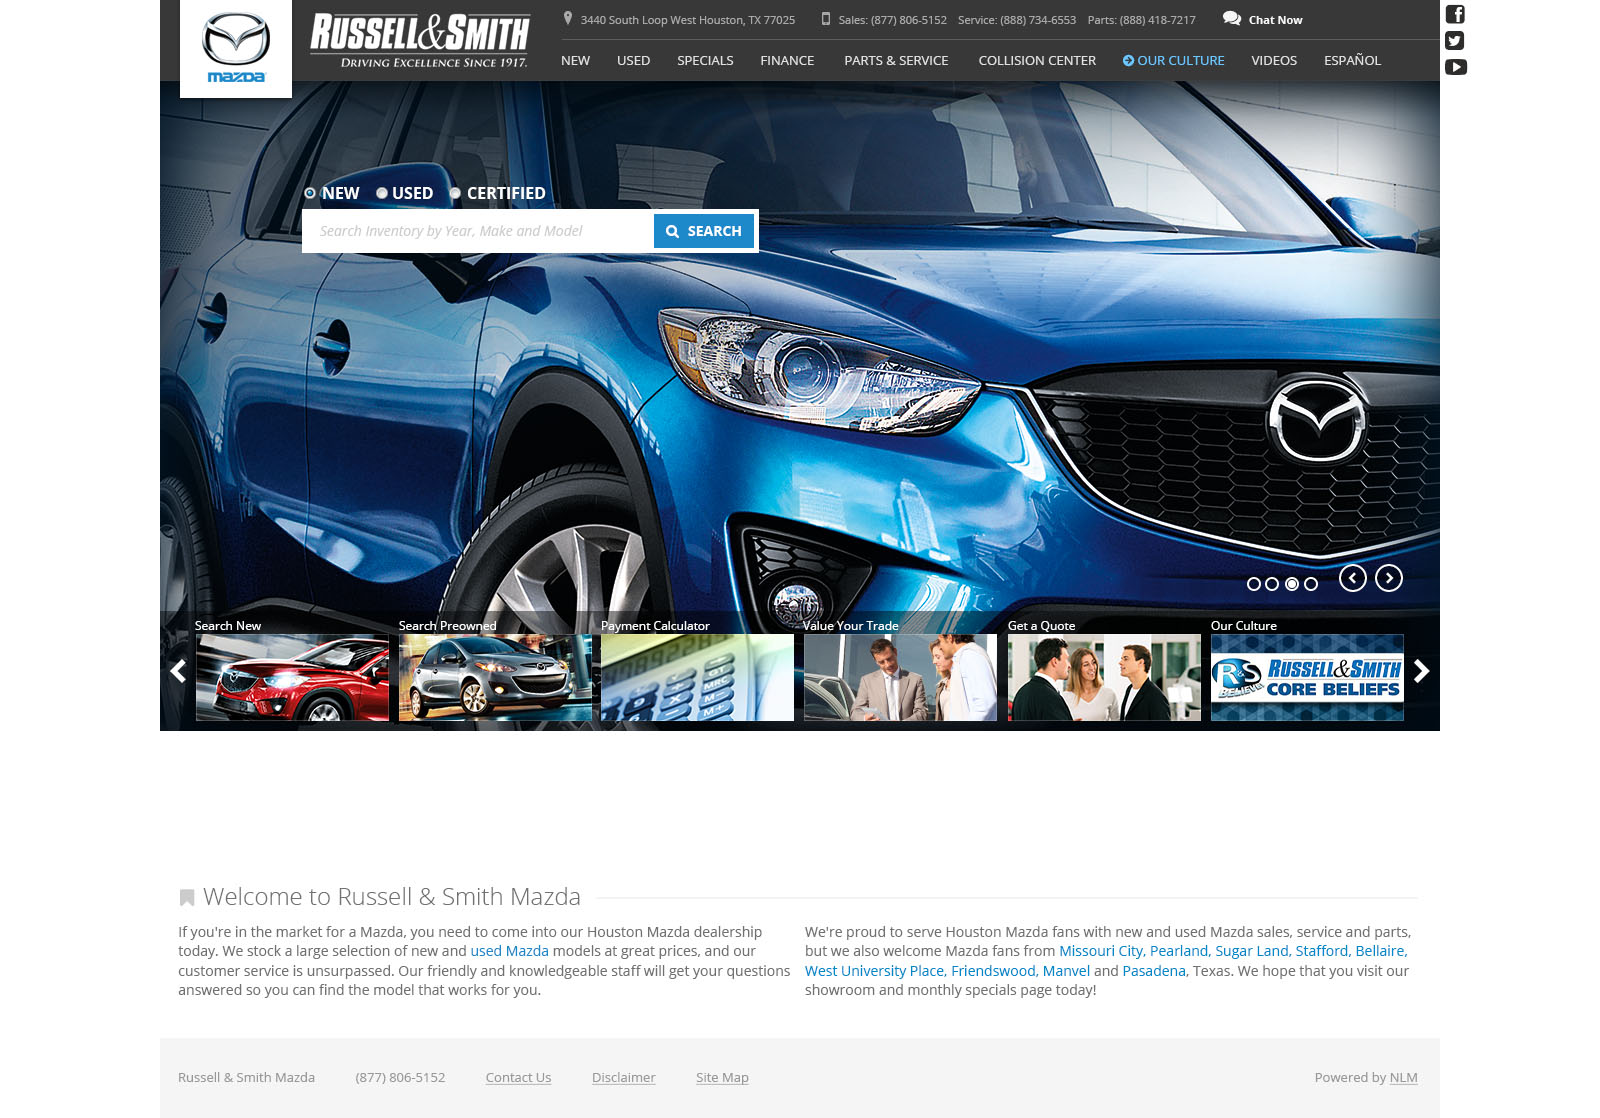 RUSSELL&SMITH
DRIVING EXCELLENCE SINCE 1917.
mazda
3440 South Loop West Houston, TX 77025
Sales: (877) 806-5152 Service: (888) 734-6553 Parts: (888) 418-7217
Chat Now
NEW USED SPECIALS FINANCE PARTS & SERVICE COLLISION CENTER OUR CULTURE VIDEOS ESPAÑOL
NEW USED CERTIFIED
Search Inventory by Year, Make and Model
SEARCH
Search New
Search Preowned
Payment Calculator
Value Your Trade
Get a Quote
Our Culture
GT
MRC
M-
M+
R&S
BELIEVES
RUSSELL&SMITH
CORE BELIEFS
Welcome to Russell & Smith Mazda
If you're in the market for a Mazda, you need to come into our Houston Mazda dealership
today. We stock a large selection of new and used Mazda models at great prices, and our
customer service is unsurpassed. Our friendly and knowledgeable staff will get your questions
answered so you can find the model that works for you.
We're proud to serve Houston Mazda fans with new and used Mazda sales, service and parts,
but we also welcome Mazda fans from Missouri City, Pearland, Sugar Land, Stafford, Bellaire,
West University Place, Friendswood, Manvel and Pasadena, Texas. We hope that you visit our
showroom and monthly specials page today!
Russell & Smith Mazda (877) 806-5152 Contact Us Disclaimer Site Map
Powered by NLM